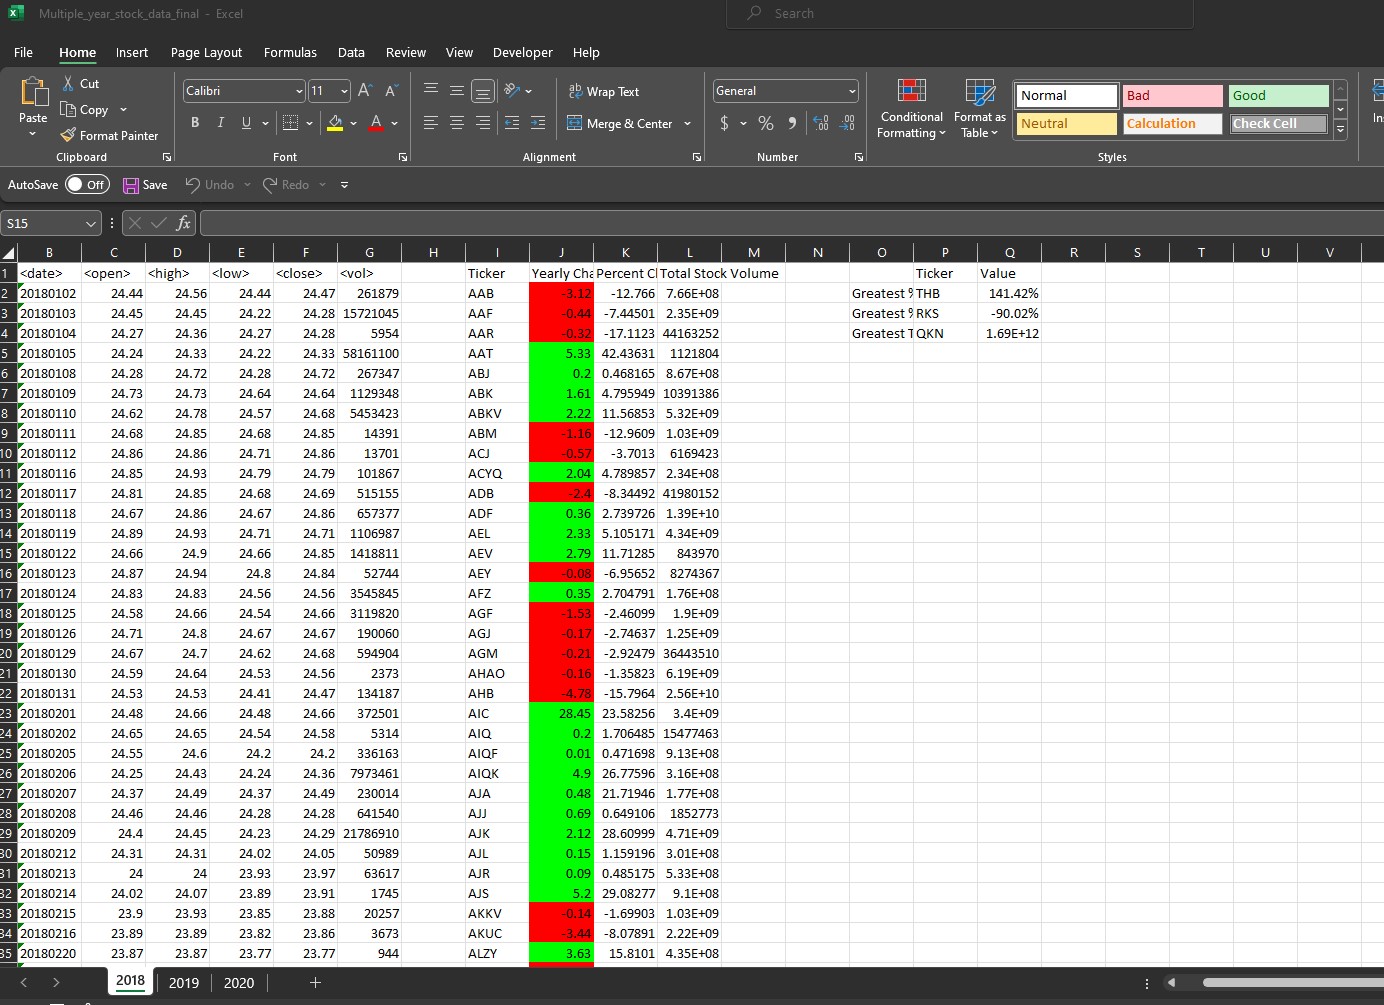 Multiple_year_stock_data_final - Excel
Search
File Home Insert Page Layout Formulas Data Review View Developer Help
Paste Cut Copy Format Painter
Calibri 11 A A
B I U A
Wrap Text
Merge & Center
General
$ %
Conditional Formatting
Format as Table
Normal Bad Good
Neutral Calculation Check Cell
Ins
Clipboard Font Alignment Number Styles
AutoSave Off Save Undo Redo
S15 fx
B C D E F G H I J K L M N O P Q R S T U V
1 <date> <open> <high> <low> <close> <vol> Ticker Yearly Cha Percent Cl Total Stock Volume Ticker Value
2 20180102 24.44 24.56 24.44 24.47 261879 AAB -3.12 -12.766 7.66E+08 Greatest % THB 141.42%
3 20180103 24.45 24.45 24.22 24.28 15721045 AAF -0.44 -7.44501 2.35E+09 Greatest % RKS -90.02%
4 20180104 24.27 24.36 24.27 24.28 5954 AAR -0.32 -17.1123 44163252 Greatest T QKN 1.69E+12
5 20180105 24.24 24.33 24.22 24.33 58161100 AAT 5.33 42.43631 1121804
6 20180108 24.28 24.72 24.28 24.72 267347 ABJ 0.2 0.468165 8.67E+08
7 20180109 24.73 24.73 24.64 24.64 1129348 ABK 1.61 4.795949 10391386
8 20180110 24.62 24.78 24.57 24.68 5453423 ABKV 2.22 11.56853 5.32E+09
9 20180111 24.68 24.85 24.68 24.85 14391 ABM -1.16 -12.9609 1.03E+09
10 20180112 24.86 24.86 24.71 24.86 13701 ACJ -0.57 -3.7013 6169423
11 20180116 24.85 24.93 24.79 24.79 101867 ACYQ 2.04 4.789857 2.34E+08
12 20180117 24.81 24.85 24.68 24.69 515155 ADB -2.4 -8.34492 41980152
13 20180118 24.67 24.86 24.67 24.86 657377 ADF 0.36 2.739726 1.39E+10
14 20180119 24.89 24.93 24.71 24.71 1106987 AEL 2.33 5.105171 4.34E+09
15 20180122 24.66 24.9 24.66 24.85 1418811 AEV 2.79 11.71285 843970
16 20180123 24.87 24.94 24.8 24.84 52744 AEY -0.08 -6.95652 8274367
17 20180124 24.83 24.83 24.56 24.56 3545845 AFZ 0.35 2.704791 1.76E+08
18 20180125 24.58 24.66 24.54 24.66 3119820 AGF -1.53 -2.46099 1.9E+09
19 20180126 24.71 24.8 24.67 24.67 190060 AGJ -0.17 -2.74637 1.25E+09
20 20180129 24.67 24.7 24.62 24.68 594904 AGM -0.21 -2.92479 36443510
21 20180130 24.59 24.64 24.53 24.56 2373 AHAO -0.16 -1.35823 6.19E+09
22 20180131 24.53 24.53 24.41 24.47 134187 AHB -4.78 -15.7964 2.56E+10
23 20180201 24.48 24.66 24.48 24.66 372501 AIC 28.45 23.58256 3.4E+09
24 20180202 24.65 24.65 24.54 24.58 5314 AIQ 0.2 1.706485 15477463
25 20180205 24.55 24.6 24.2 24.2 336163 AIQF 0.01 0.471698 9.13E+08
26 20180206 24.25 24.43 24.24 24.36 7973461 AIQK 4.9 26.77596 3.16E+08
27 20180207 24.37 24.49 24.37 24.49 230014 AJA 0.48 21.71946 1.77E+08
28 20180208 24.46 24.46 24.28 24.28 641540 AJJ 0.69 0.649106 1852773
29 20180209 24.4 24.45 24.23 24.29 21786910 AJK 2.12 28.60999 4.71E+09
30 20180212 24.31 24.31 24.02 24.05 50989 AJL 0.15 1.159196 3.01E+08
31 20180213 24 24 23.93 23.97 63617 AJR 0.09 0.485175 5.33E+08
32 20180214 24.02 24.07 23.89 23.91 1745 AJS 5.2 29.08277 9.1E+08
33 20180215 23.9 23.93 23.85 23.88 20257 AKKV -0.14 -1.69903 1.03E+09
34 20180216 23.89 23.89 23.82 23.86 3673 AKUC -3.44 -8.07891 2.22E+09
35 20180220 23.87 23.87 23.77 23.77 944 ALZY 3.63 15.8101 4.35E+08
2018 2019 2020